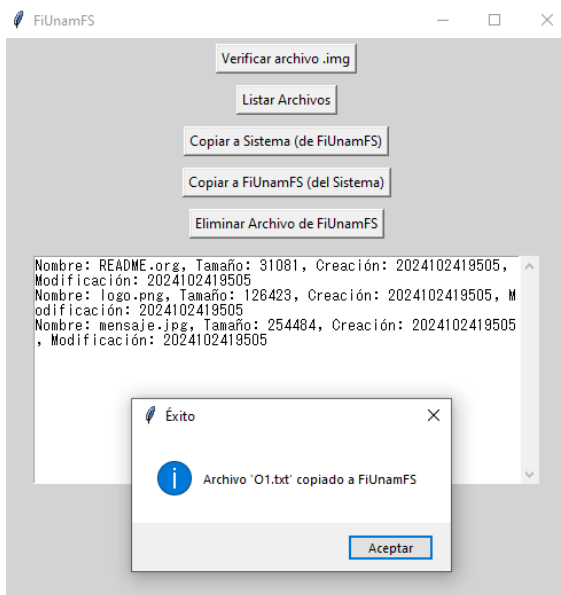 FiUnamFS
Verificar archivo .img
Listar Archivos
Copiar a Sistema (de FiUnamFS)
Copiar a FiUnamFS (del Sistema)
Eliminar Archivo de FiUnamFS
Nombre: README.org, Tamaño: 31081, Creación: 2024102419505,
Modificación: 2024102419505
Nombre: logo.png, Tamaño: 126423, Creación: 2024102419505, M
odificación: 2024102419505
Nombre: mensaje.jpg, Tamaño: 254484, Creación: 2024102419505
, Modificación: 2024102419505
Éxito
Archivo 'O1.txt' copiado a FiUnamFS
Aceptar